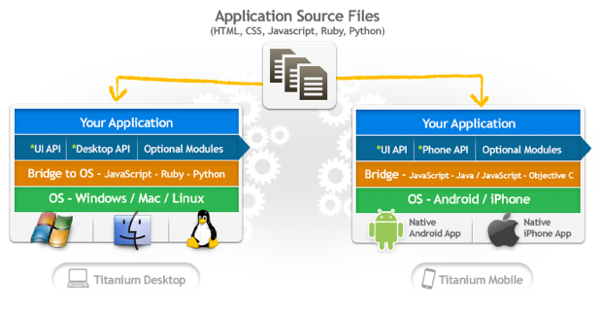 Application Source Files
(HTML, CSS, Javascript, Ruby, Python)
Your Application
*UI API *Desktop API Optional Modules
Bridge to OS - JavaScript - Ruby - Python
OS - Windows / Mac / Linux
Titanium Desktop
Your Application
*UI API *Phone API Optional Modules
Bridge - JavaScript - Java / JavaScript - Objective C
OS - Android / iPhone
Native
Android App
Native
iPhone App
Titanium Mobile